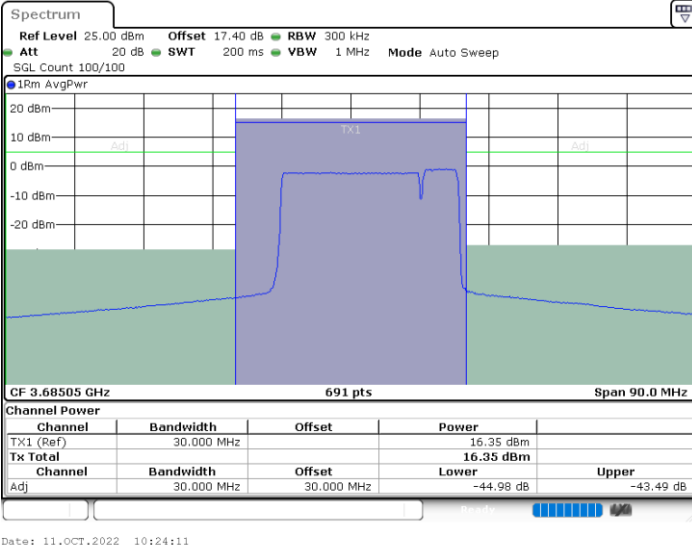 Spectrum
Ref Level 25.00 dBm Offset 17.40 dB RBW 300 kHz
Att 20 dB SWT 200 ms VBW 1 MHz Mode Auto Sweep
SGL Count 100/100
1Rm AvgPwr
20 dBm
TX1
10 dBm
Adj Adj
0 dBm
-10 dBm
-20 dBm
CF 3.68505 GHz 691 pts Span 90.0 MHz
Channel Power
Channel Bandwidth Offset Power
TX1 (Ref) 30.000 MHz 16.35 dBm
Tx Total 16.35 dBm
Channel Bandwidth Offset Lower Upper
Adj 30.000 MHz 30.000 MHz -44.98 dB -43.49 dB
Ready
Date: 11.OCT.2022 10:24:11